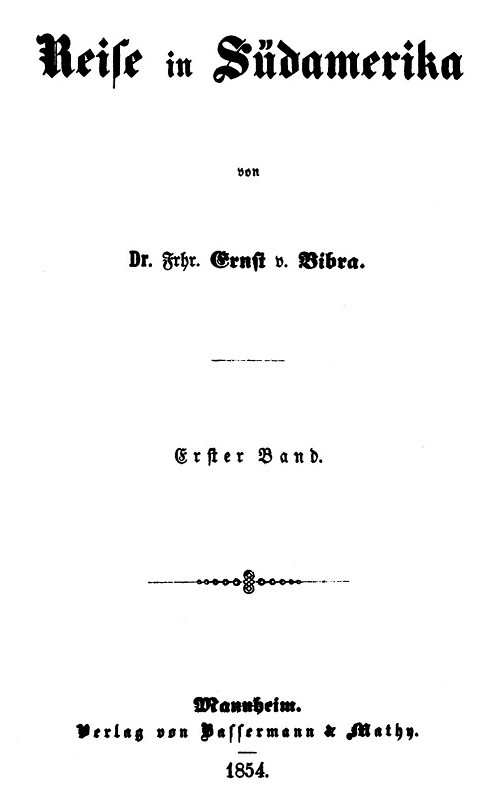 Reise in Südamerika
von
Dr. Frhr. Ernst v. Bibra.
Erster Band.
Mannheim.
Verlag von Bassermann & Mathy.
1854.